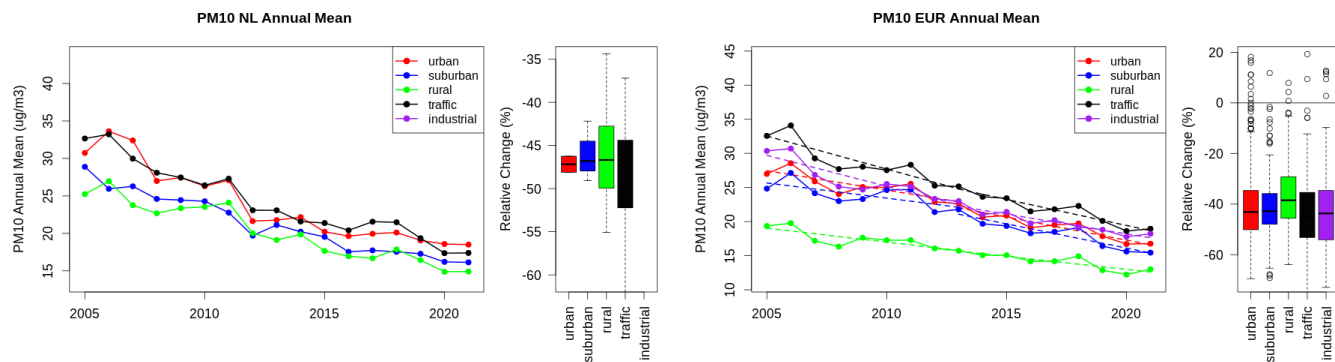 PM10 NL Annual Mean
PM10 Annual Mean (ug/m3)
40
35
30
25
20
15
2005
2010
2015
2020
urban
suburban
rural
traffic
industrial
Relative Change (%)
-35
-40
-45
-50
-55
-60
urban
suburban
rural
traffic
industrial
PM10 EUR Annual Mean
PM10 Annual Mean (ug/m3)
45
40
35
30
25
20
15
10
2005
2010
2015
2020
urban
suburban
rural
traffic
industrial
Relative Change (%)
20
0
-20
-40
-60
urban
suburban
rural
traffic
industrial